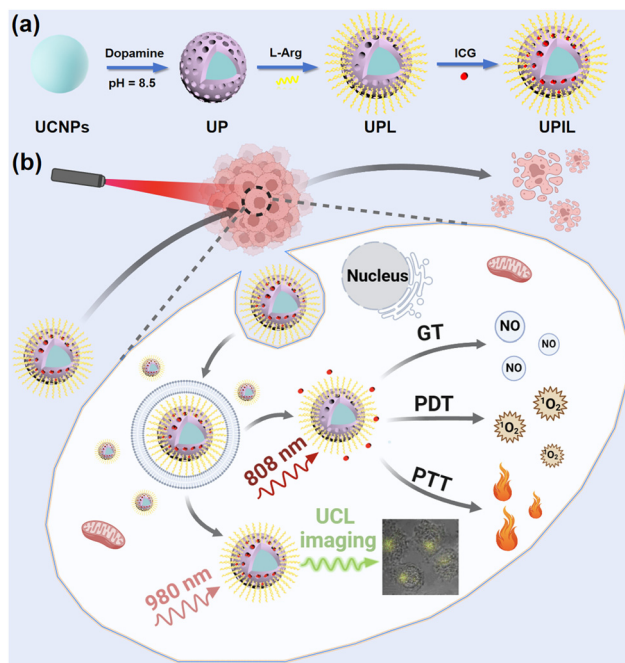 (a)
Dopamine
pH = 8.5
L-Arg
ICG
UCNPs
UP
UPL
UPIL
(b)
Nucleus
GT
NO
NO
NO
PDT
¹O₂
¹O₂
¹O₂
808 nm
PTT
UCL
imaging
980 nm